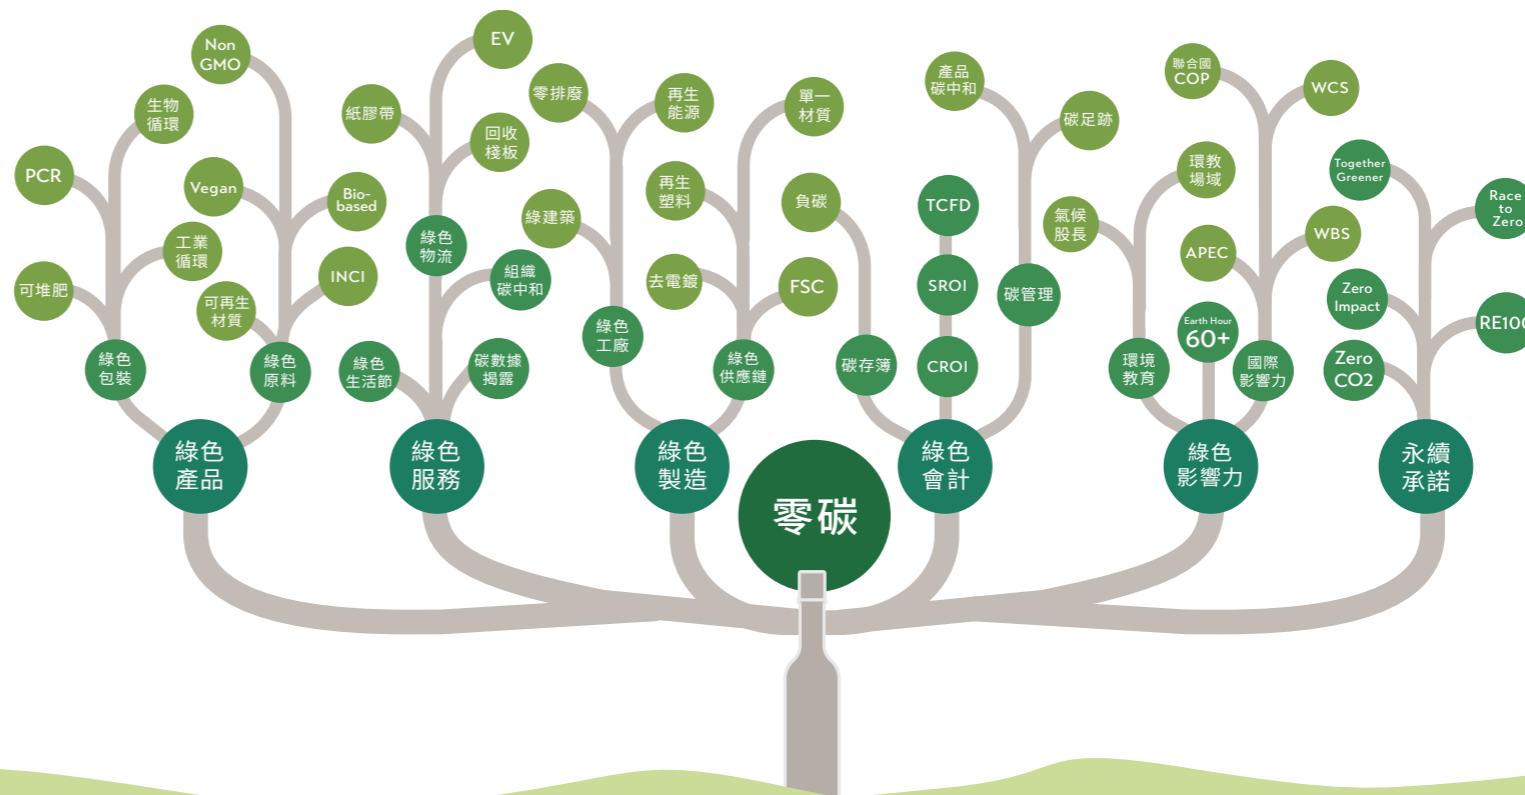 Non
GMO
生物
循環
PCR
Vegan
Bio-
based
工業
循環
可堆肥
可再生
材質
INCI
綠色
包裝
綠色
原料
綠色
產品
EV
紙膠帶
回收
棧板
綠色
物流
組織
碳中和
綠色
生活節
碳數據
揭露
綠色
服務
零排廢
再生
能源
單一
材質
再生
塑料
綠建築
去電鍍
FSC
綠色
工廠
綠色
供應鏈
綠色
製造
零碳
產品
碳中和
碳足跡
負碳
TCFD
SROI
碳管理
碳存簿
CROI
綠色
會計
聯合國
COP
WCS
環教
場域
氣候
股長
APEC
WBS
Earth Hour
60+
環境
教育
國際
影響力
綠色
影響力
Together
Greener
Race
to
Zero
Zero
Impact
RE100
Zero
CO2
永續
承諾